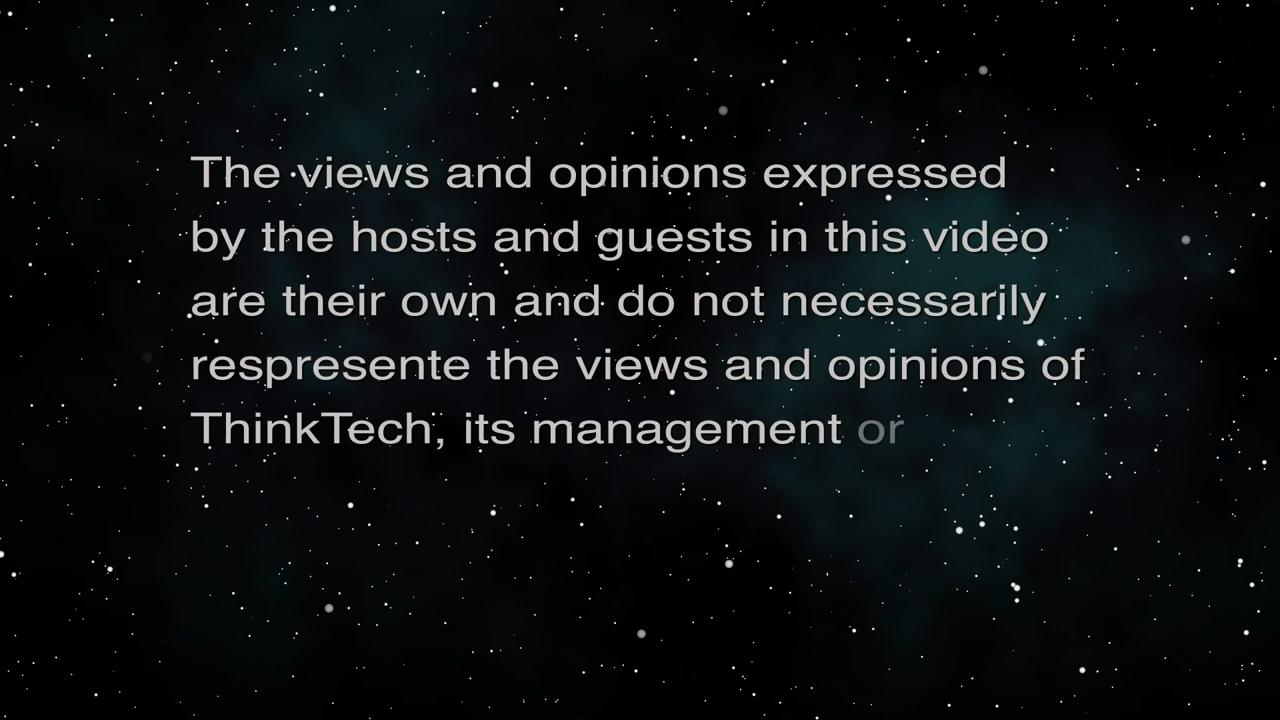 The views and opinions expressed
by the hosts and guests in this video
are their own and do not necessarily
respresente the views and opinions of
ThinkTech, its management or